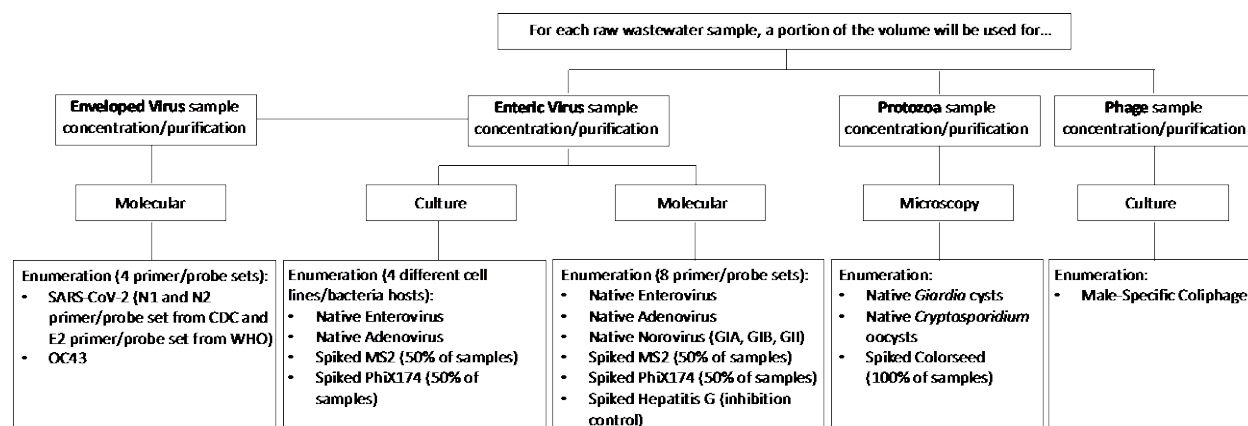 For each raw wastewater sample, a portion of the volume will be used for...
Enveloped Virus sample
concentration/purification
Enteric Virus sample
concentration/purification
Protozoa sample
concentration/purification
Phage sample
concentration/purification
Molecular
Culture
Molecular
Microscopy
Culture
Enumeration (4 primer/probe sets):
• SARS-CoV-2 (N1 and N2
primer/probe set from CDC and
E2 primer/probe set from WHO)
• OC43
Enumeration (4 different cell
lines/bacteria hosts):
• Native Enterovirus
• Native Adenovirus
• Spiked MS2 (50% of samples)
• Spiked PhiX174 (50% of
samples)
Enumeration (8 primer/probe sets):
• Native Enterovirus
• Native Adenovirus
• Native Norovirus (GIA, GIB, GII)
• Spiked MS2 (50% of samples)
• Spiked PhiX174 (50% of samples)
• Spiked Hepatitis G (inhibition
control)
Enumeration:
• Native Giardia cysts
• Native Cryptosporidium
oocysts
• Spiked Colorseed
(100% of samples)
Enumeration:
• Male-Specific Coliphage